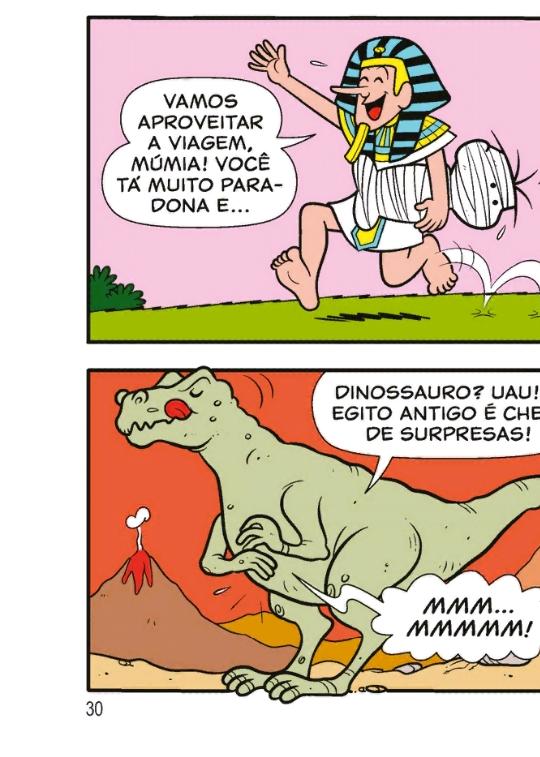 VAMOS
APROVEITAR
A VIAGEM,
MÚMIA! VOCÊ
TÁ MUITO PARA-
DONA E...
DINOSSAURO? UAU!
EGITO ANTIGO É CHE
DE SURPRESAS!
MMM...
MMMMM!
30